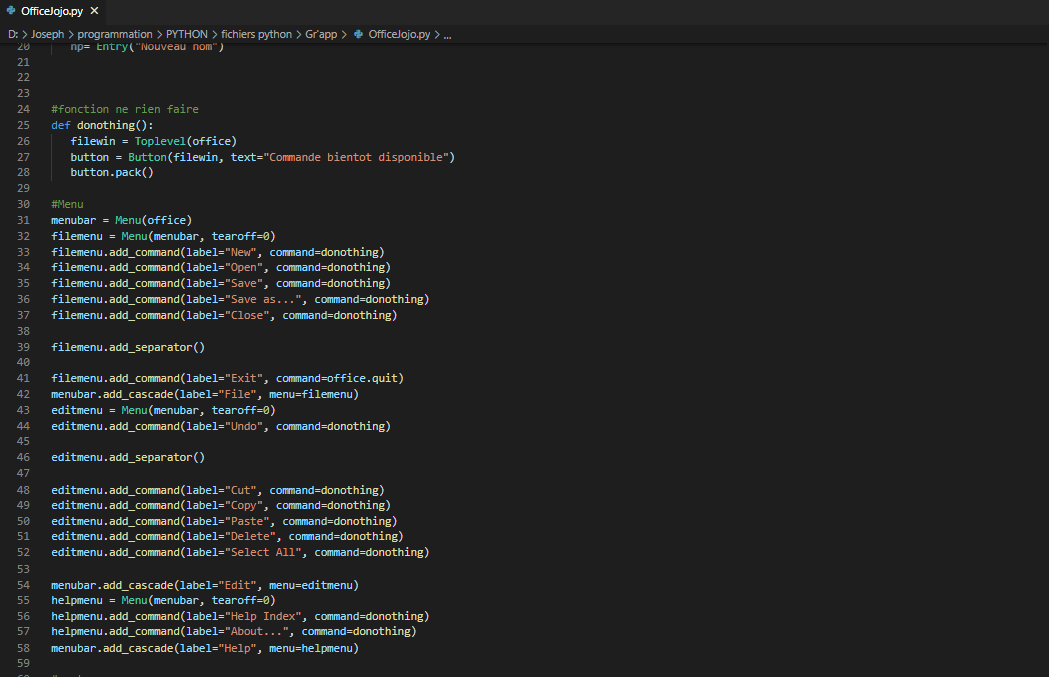 OfficeJojo.py ×
D: > Joseph > programmation > PYTHON > fichiers python > Gr'app > OfficeJojo.py > ...
20 np= Entry("Nouveau nom")
21
22
23
24 #fonction ne rien faire
25 def donothing():
26 filewin = Toplevel(office)
27 button = Button(filewin, text="Commande bientot disponible")
28 button.pack()
29
30 #Menu
31 menubar = Menu(office)
32 filemenu = Menu(menubar, tearoff=0)
33 filemenu.add_command(label="New", command=donothing)
34 filemenu.add_command(label="Open", command=donothing)
35 filemenu.add_command(label="Save", command=donothing)
36 filemenu.add_command(label="Save as...", command=donothing)
37 filemenu.add_command(label="Close", command=donothing)
38
39 filemenu.add_separator()
40
41 filemenu.add_command(label="Exit", command=office.quit)
42 menubar.add_cascade(label="File", menu=filemenu)
43 editmenu = Menu(menubar, tearoff=0)
44 editmenu.add_command(label="Undo", command=donothing)
45
46 editmenu.add_separator()
47
48 editmenu.add_command(label="Cut", command=donothing)
49 editmenu.add_command(label="Copy", command=donothing)
50 editmenu.add_command(label="Paste", command=donothing)
51 editmenu.add_command(label="Delete", command=donothing)
52 editmenu.add_command(label="Select All", command=donothing)
53
54 menubar.add_cascade(label="Edit", menu=editmenu)
55 helpmenu = Menu(menubar, tearoff=0)
56 helpmenu.add_command(label="Help Index", command=donothing)
57 helpmenu.add_command(label="About...", command=donothing)
58 menubar.add_cascade(label="Help", menu=helpmenu)
59